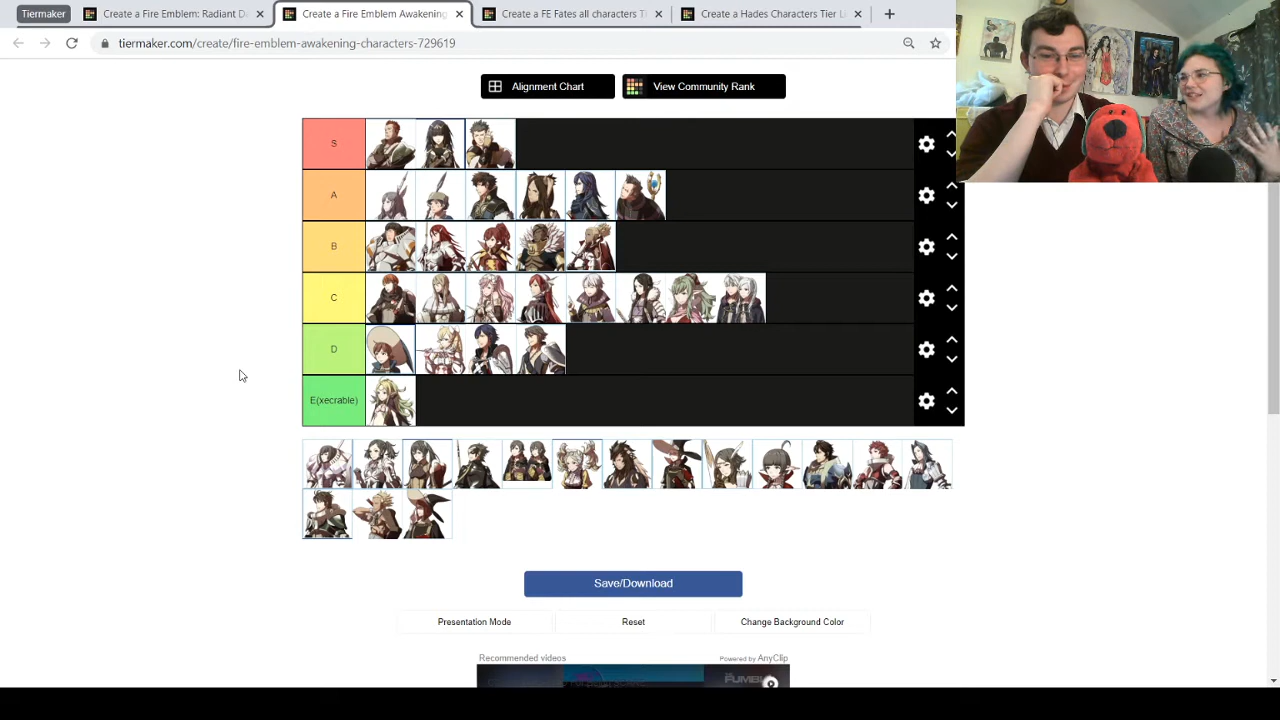 Tiermaker
Create a Fire Emblem: Radiant D
Create a Fire Emblem Awakening
Create a FE Fates all characters T
Create a Hades Characters Tier Li
tiermaker.com/create/fire-emblem-awakening-characters-729619
Alignment Chart
View Community Rank
S
A
B
C
D
E(xecrable)
Save/Download
Presentation Mode
Reset
Change Background Color
Recommended videos
Powered by AnyClip